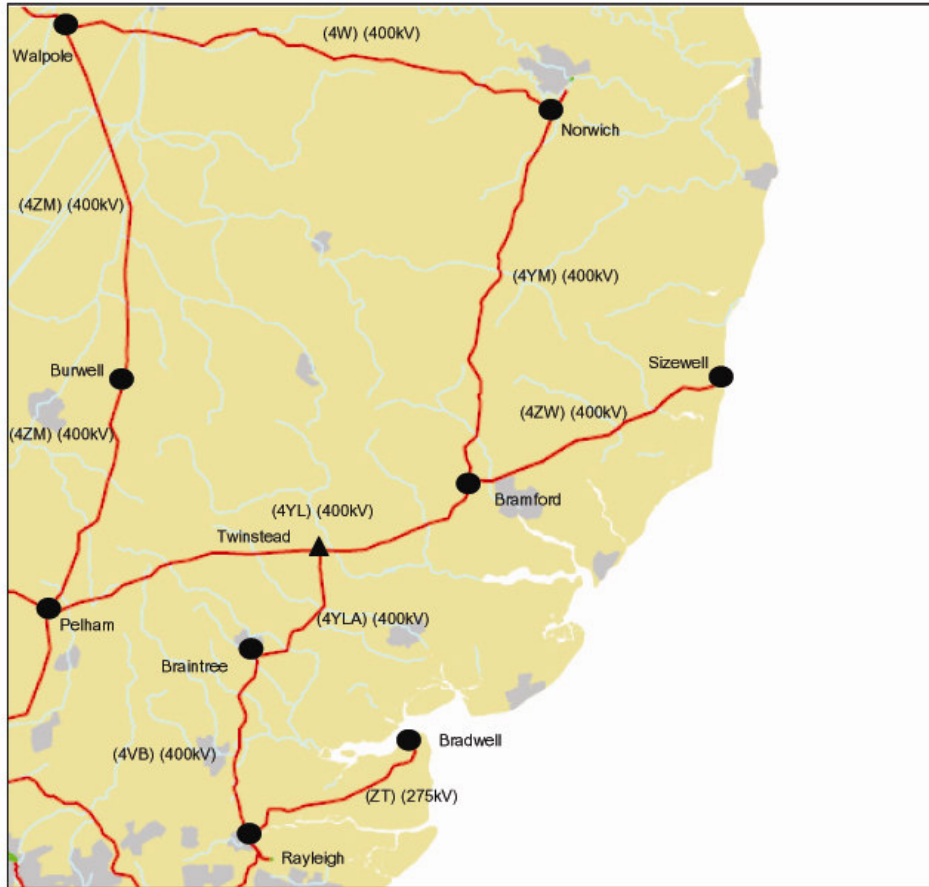 (4W) (400kV)
Walpole
Norwich
(4ZM) (400kV)
(4YM) (400kV)
Sizewell
Burwell
(4ZW) (400kV)
(4ZM) (400kV)
Bramford
(4YL) (400kV)
Twinstead
(4YLA) (400kV)
Pelham
Braintree
Bradwell
(4VB) (400kV)
(ZT) (275kV)
Rayleigh